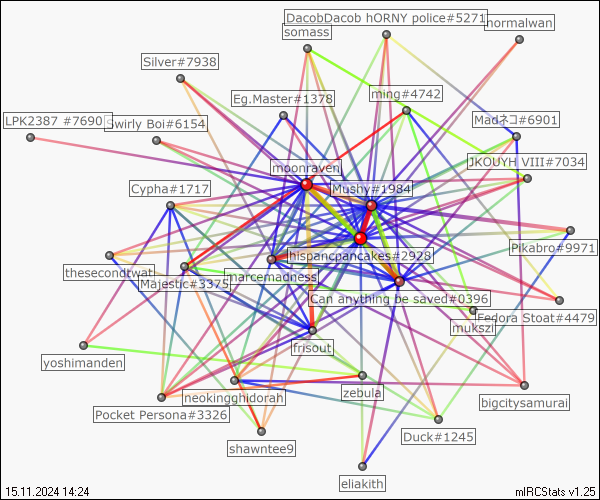 DacobDacob hORNY police#5271
normalwan
somass
Silver#7938
Eg.Master#1378
ming#4742
LPK2387 #7690
Swirly Boi#6154
Madネコ#6901
JKOUYH VIII#7034
moonraven
Mushy#1984
Cypha#1717
Pikabro#9971
hispancpancakes#2928
thesecondtwat
Majestic#3375
marcemadness
Can anything be saved#0396
Fedora Stoat#4479
mukszi
frisout
yoshimanden
zebula
neokingghidorah
bigcitysamurai
Pocket Persona#3326
Duck#1245
shawntee9
eliakith
15.11.2024 14:24
mIRCStats v1.25